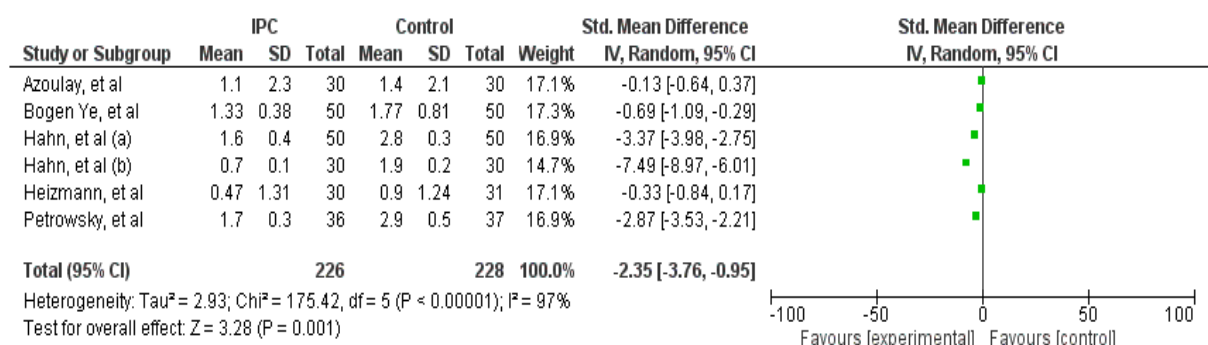 IPC Control Std. Mean Difference Std. Mean Difference
Study or Subgroup Mean SD Total Mean SD Total Weight IV, Random, 95% CI IV, Random, 95% CI
Azoulay, et al 1.1 2.3 30 1.4 2.1 30 17.1% -0.13 [-0.64, 0.37]
Bogen Ye, et al 1.33 0.38 50 1.77 0.81 50 17.3% -0.69 [-1.09, -0.29]
Hahn, et al (a) 1.6 0.4 50 2.8 0.3 50 16.9% -3.37 [-3.98, -2.75]
Hahn, et al (b) 0.7 0.1 30 1.9 0.2 30 14.7% -7.49 [-8.97, -6.01]
Heizmann, et al 0.47 1.31 30 0.9 1.24 31 17.1% -0.33 [-0.84, 0.17]
Petrowsky, et al 1.7 0.3 36 2.9 0.5 37 16.9% -2.87 [-3.53, -2.21]
Total (95% CI) 226 228 100.0% -2.35 [-3.76, -0.95]
Heterogeneity: Tau² = 2.93; Chi² = 175.42, df = 5 (P < 0.00001); I² = 97%
Test for overall effect: Z = 3.28 (P = 0.001)
-100 -50 0 50 100
Favours [experimental] Favours [control]